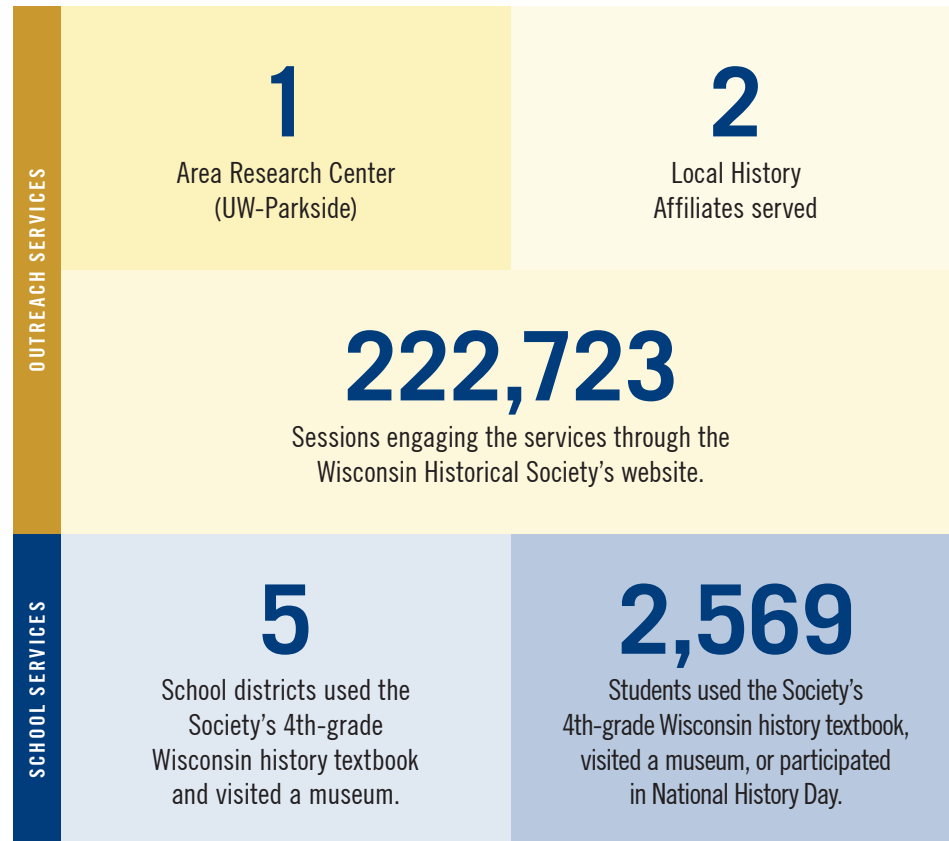 OUTREACH SERVICES
1
Area Research Center
(UW-Parkside)
2
Local History
Affiliates served
222,723
Sessions engaging the services through the
Wisconsin Historical Society’s website.
SCHOOL SERVICES
5
School districts used the
Society’s 4th-grade
Wisconsin history textbook
and visited a museum.
2,569
Students used the Society’s
4th-grade Wisconsin history textbook,
visited a museum, or participated
in National History Day.